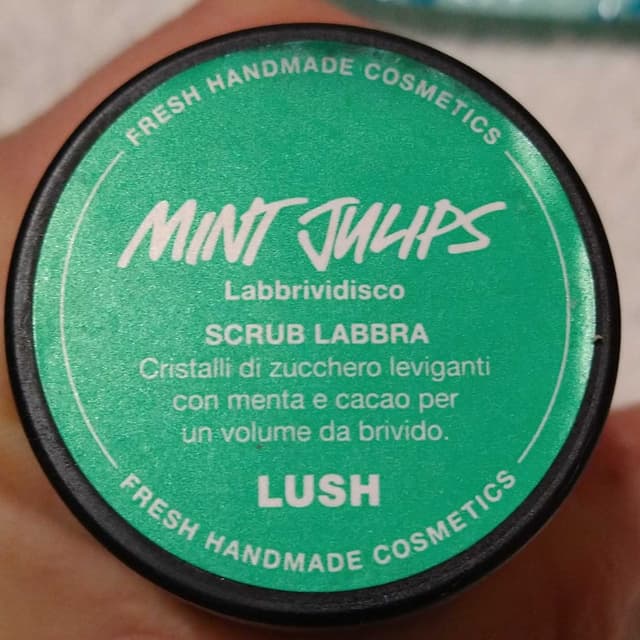 FRESH HANDMADE COSMETICS
MINT JULIPS
Labbrividisco
SCRUB LABBRA
Cristalli di zucchero leviganti
con menta e cacao per
un volume da brivido.
LUSH
FRESH HANDMADE COSMETICS